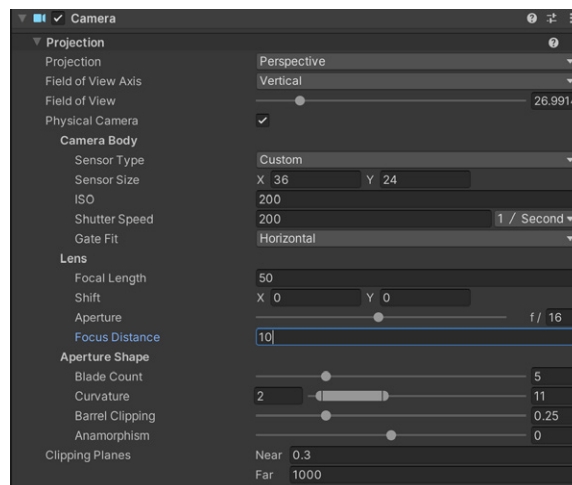 Camera
Projection
Projection Perspective
Field of View Axis Vertical
Field of View 26.9914
Physical Camera
Camera Body
Sensor Type Custom
Sensor Size X 36 Y 24
ISO 200
Shutter Speed 200 1 / Second
Gate Fit Horizontal
Lens
Focal Length 50
Shift X 0 Y 0
Aperture f / 16
Focus Distance 10
Aperture Shape
Blade Count 5
Curvature 2 11
Barrel Clipping 0.25
Anamorphism 0
Clipping Planes Near 0.3
Far 1000